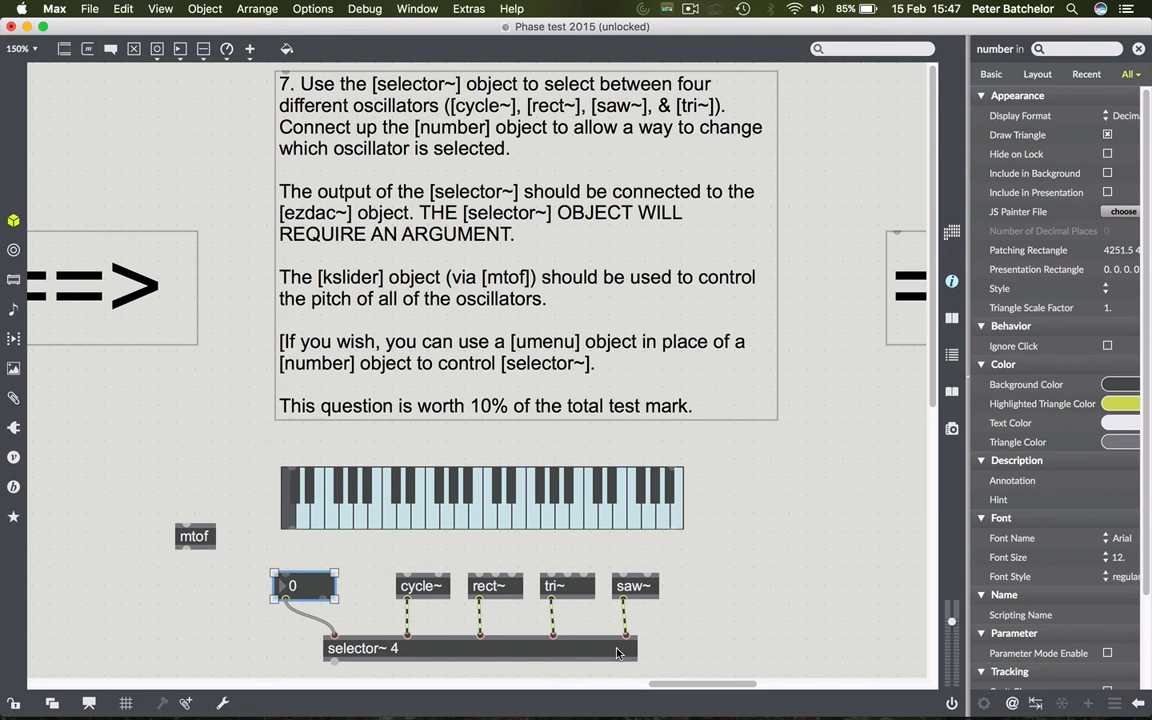 Max File Edit View Object Arrange Options Debug Window Extras Help 85% 15 Feb 15:47 Peter Batchelor
Phase test 2015 (unlocked)
150%
number in
Basic Layout Recent All
7. Use the [selector~] object to select between four
different oscillators ([cycle~], [rect~], [saw~], & [tri~]).
Connect up the [number] object to allow a way to change
which oscillator is selected.
The output of the [selector~] should be connected to the
[ezdac~] object. THE [selector~] OBJECT WILL
REQUIRE AN ARGUMENT.
The [kslider] object (via [mtof]) should be used to control
the pitch of all of the oscillators.
[If you wish, you can use a [umenu] object in place of a
[number] object to control [selector~].
This question is worth 10% of the total test mark.
==>
=
mtof
0
cycle~
rect~
tri~
saw~
selector~ 4
Appearance
Display Format Decima
Draw Triangle
Hide on Lock
Include in Background
Include in Presentation
JS Painter File choose
Number of Decimal Places 0
Patching Rectangle 4251.5 4
Presentation Rectangle 0. 0. 0. 0
Style
Triangle Scale Factor 1.
Behavior
Ignore Click
Color
Background Color
Highlighted Triangle Color
Text Color
Triangle Color
Description
Annotation
Hint
Font
Font Name Arial
Font Size 12.
Font Style regular
Name
Scripting Name
Parameter
Parameter Mode Enable
Tracking